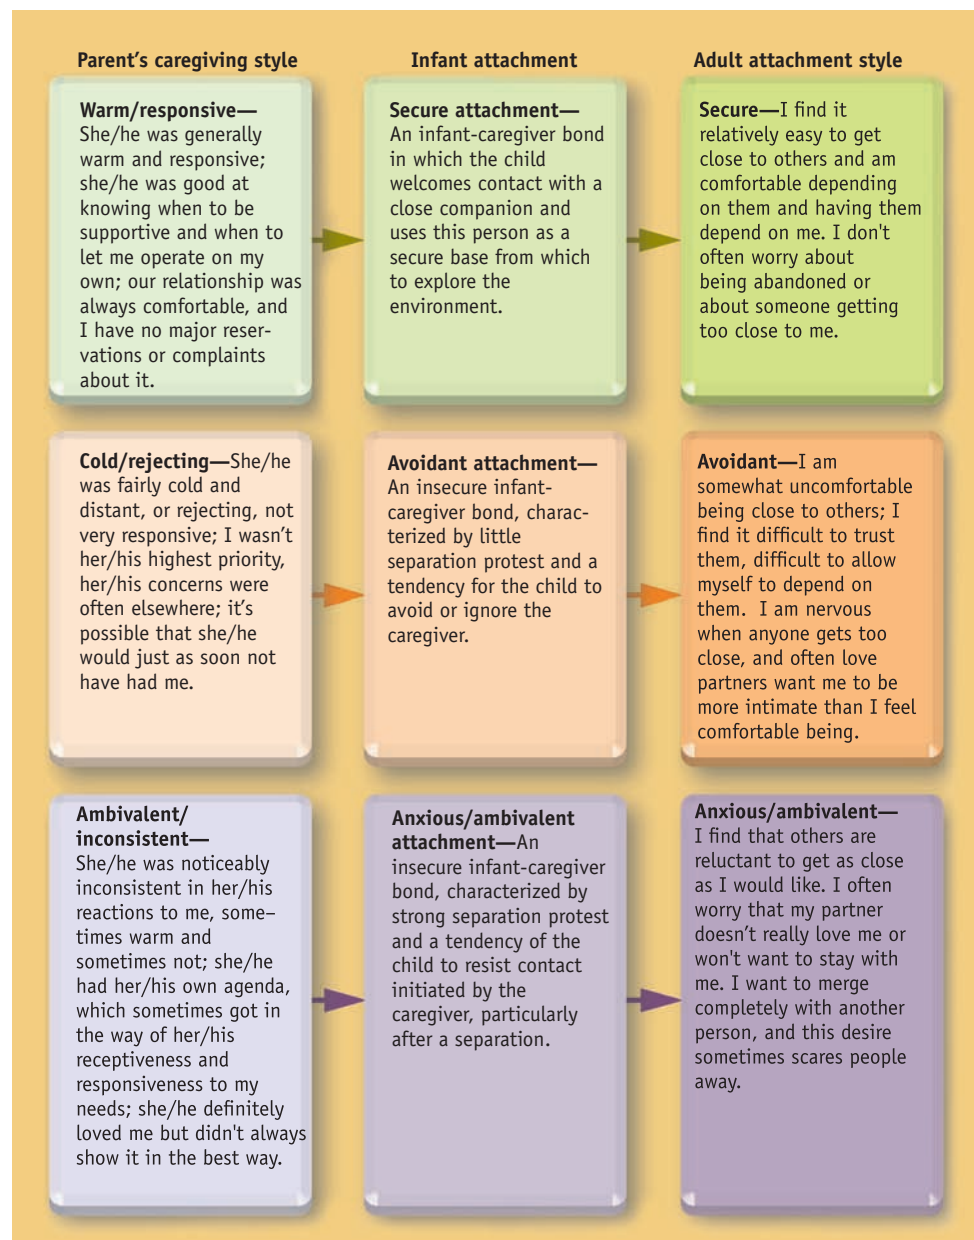 Parent's caregiving style
Infant attachment
Adult attachment style
Warm/responsive—
She/he was generally
warm and responsive;
she/he was good at
knowing when to be
supportive and when to
let me operate on my
own; our relationship was
always comfortable, and
I have no major reser-
vations or complaints
about it.
Secure attachment—
An infant-caregiver bond
in which the child
welcomes contact with a
close companion and
uses this person as a
secure base from which
to explore the
environment.
Secure—I find it
relatively easy to get
close to others and am
comfortable depending
on them and having them
depend on me. I don't
often worry about
being abandoned or
about someone getting
too close to me.
Cold/rejecting—She/he
was fairly cold and
distant, or rejecting, not
very responsive; I wasn't
her/his highest priority,
her/his concerns were
often elsewhere; it's
possible that she/he
would just as soon not
have had me.
Avoidant attachment—
An insecure infant-
caregiver bond, charac-
terized by little
separation protest and a
tendency for the child to
avoid or ignore the
caregiver.
Avoidant—I am
somewhat uncomfortable
being close to others; I
find it difficult to trust
them, difficult to allow
myself to depend on
them.  I am nervous
when anyone gets too
close, and often love
partners want me to be
more intimate than I feel
comfortable being.
Ambivalent/
inconsistent—
She/he was noticeably
inconsistent in her/his
reactions to me, some–
times warm and
sometimes not; she/he
had her/his own agenda,
which sometimes got in
the way of her/his
receptiveness and
responsiveness to my
needs; she/he definitely
loved me but didn't always
show it in the best way.
Anxious/ambivalent
attachment—An
insecure infant-caregiver
bond, characterized by
strong separation protest
and a tendency of the
child to resist contact
initiated by the
caregiver, particularly
after a separation.
Anxious/ambivalent—
I find that others are
reluctant to get as close
as I would like. I often
worry that my partner
doesn't really love me or
won't want to stay with
me. I want to merge
completely with another
person, and this desire
sometimes scares people
away.